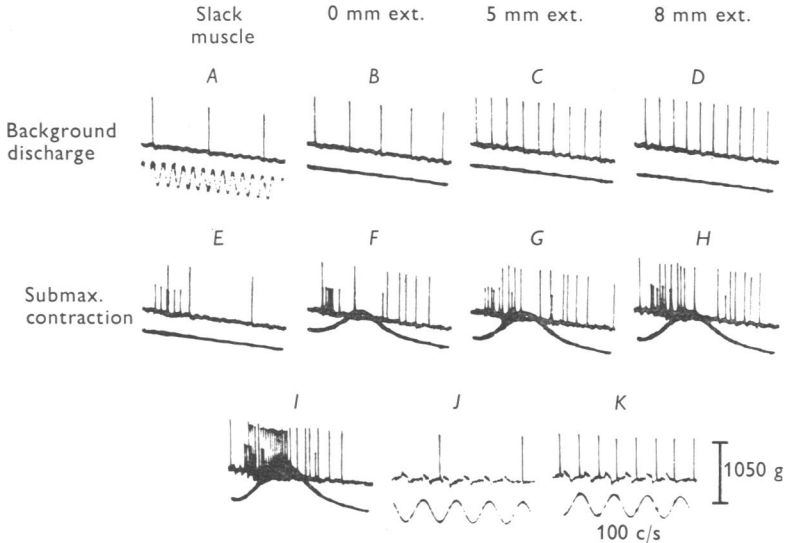 Slack muscle 0 mm ext. 5 mm ext. 8 mm ext.
A B C D
Background discharge
E F G H
Submax. contraction
I J K
1050 g
100 c/s